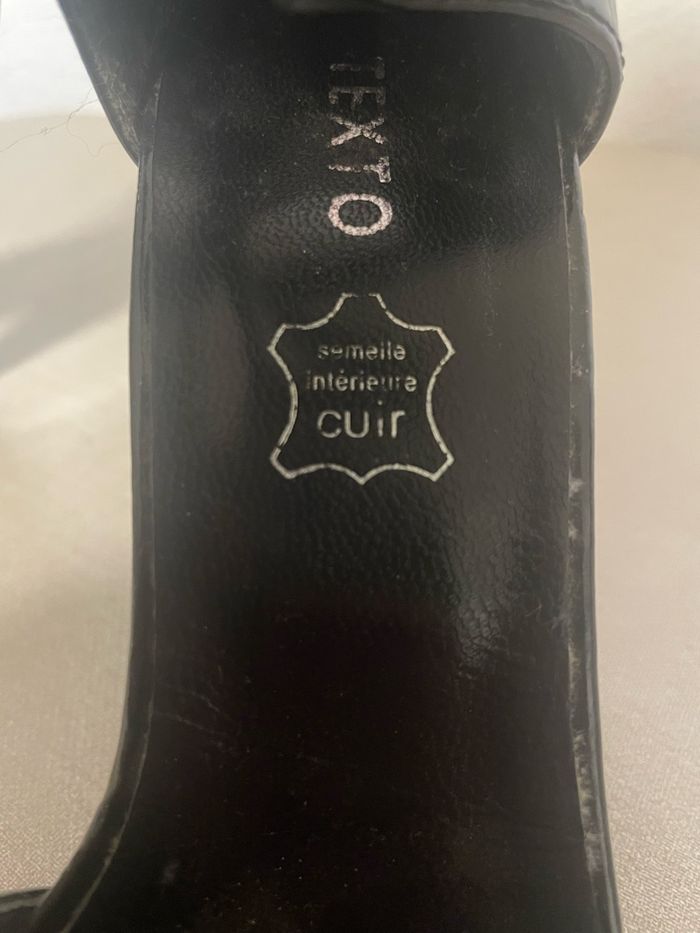 TEXTO
semelle
intérieure
cuir